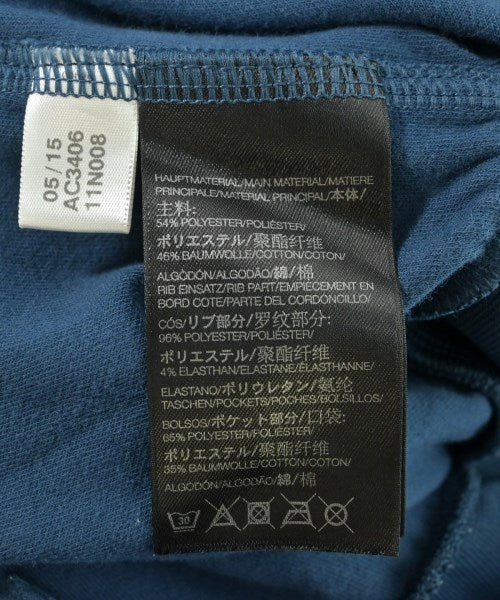 05/15
AC3406
11N008
HAUPTMATERIAL/MAIN MATERIAL/MATIERE
PRINCIPALE/MATERIAL PRINCIPAL/本体/
主料:
54% POLYESTER/POLIÉSTER/
ポリエステル/聚酯纤维
46% BAUMWOLLE/COTTON/COTON/
ALGODÓN/ALGODÃO/綿/棉
RIB EINSATZ/RIB PART/EMPIÈCEMENT EN
BORD COTE/PARTE DEL CORDONCILLO/
CÓS/リブ部分/罗纹部分:
96% POLYESTER/POLIÉSTER/
ポリエステル/聚酯纤维
4% ELASTHAN/ELASTANE/ÉLASTHANNE/
ELASTANO/ポリウレタン/氨纶
TASCHEN/POCKETS/POCHES/BOLSILLOS/
BOLSOS/ポケット部分/口袋:
65% POLYESTER/POLIÉSTER/
ポリエステル/聚酯纤维
35% BAUMWOLLE/COTTON/COTON/
ALGODÓN/ALGODÃO/綿/棉
30